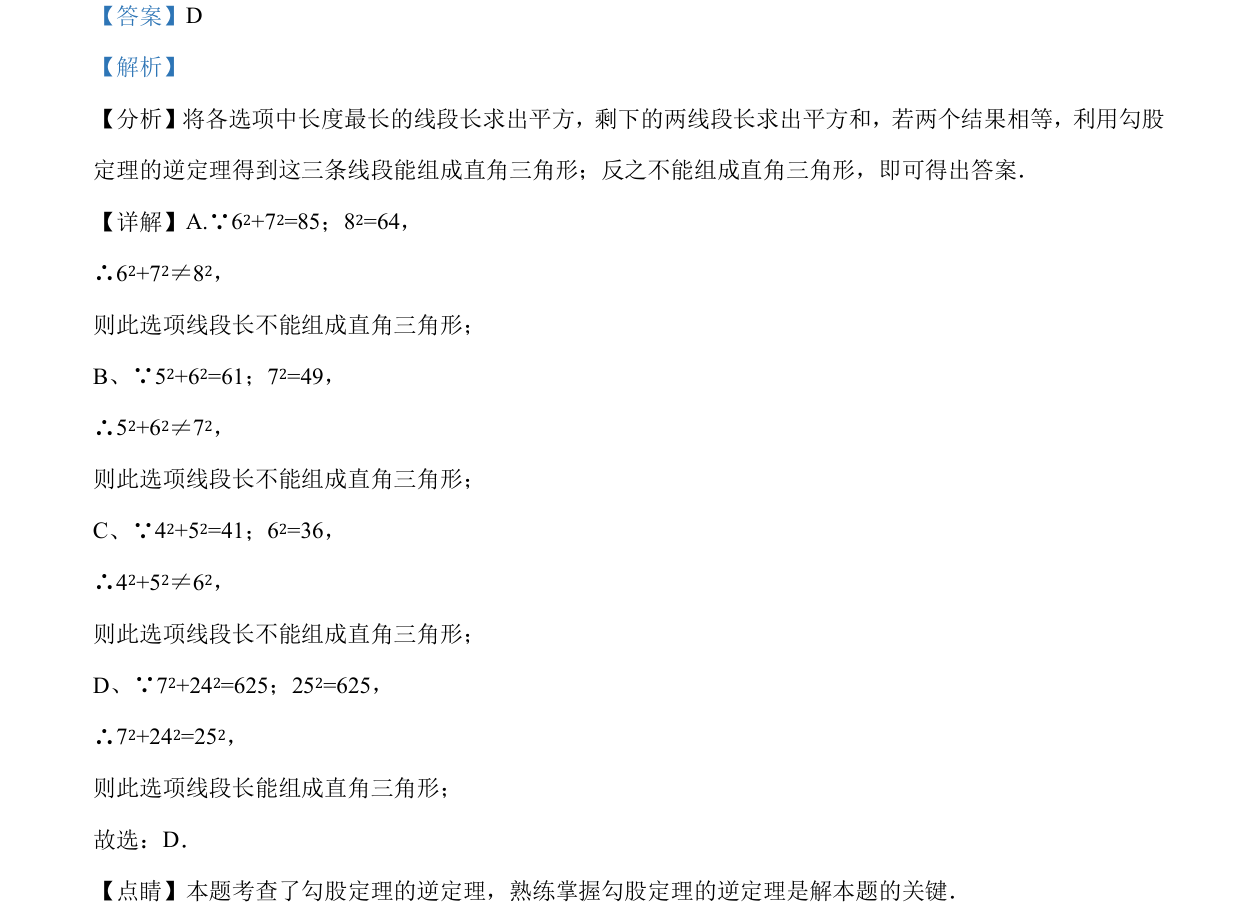 【答案】D
【解析】
【分析】将各选项中长度最长的线段长求出平方，剩下的两线段长求出平方和，若两个结果相等，利用勾股
定理的逆定理得到这三条线段能组成直角三角形；反之不能组成直角三角形，即可得出答案．
【详解】A.∵6²+7²=85；8²=64，
∴6²+7²≠8²，
则此选项线段长不能组成直角三角形；
B、∵5²+6²=61；7²=49，
∴5²+6²≠7²，
则此选项线段长不能组成直角三角形；
C、∵4²+5²=41；6²=36，
∴4²+5²≠6²，
则此选项线段长不能组成直角三角形；
D、∵7²+24²=625；25²=625，
∴7²+24²=25²，
则此选项线段长能组成直角三角形；
故选：D．
【点睛】本题考查了勾股定理的逆定理，熟练掌握勾股定理的逆定理是解本题的关键．